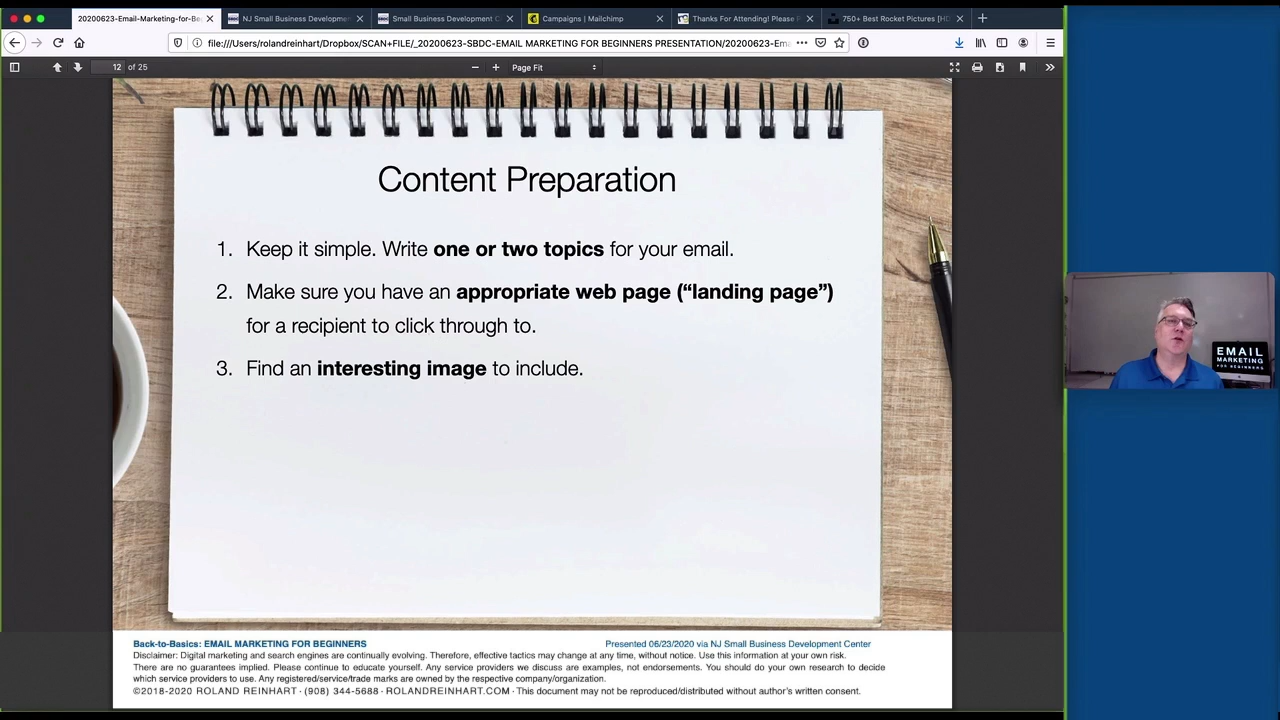 20200623-Email-Marketing-for-Be
NJ Small Business Developmen
Small Business Development C
Campaigns | Mailchimp
Thanks For Attending! Please F
750+ Best Rocket Pictures [HD
file:///Users/rolandreinhart/Dropbox/SCAN+FILE/_20200623-SBDC-EMAIL MARKETING FOR BEGINNERS PRESENTATION/20200623-Ema
12 of 25
Page Fit
Content Preparation
1. Keep it simple. Write one or two topics for your email.
2. Make sure you have an appropriate web page (“landing page”)
for a recipient to click through to.
3. Find an interesting image to include.
EMAIL
MARKETING
FOR BEGINNERS
Back-to-Basics: EMAIL MARKETING FOR BEGINNERS
Presented 06/23/2020 via NJ Small Business Development Center
Disclaimer: Digital marketing and search engines are continually evolving. Therefore, effective tactics may change at any time, without notice. Use this information at your own risk.
There are no guarantees implied. Please continue to educate yourself. Any service providers we discuss are examples, not endorsements. You should do your own research to decide
which service providers to use. Any registered/service/trade marks are owned by the respective company/organization.
©2018-2020 ROLAND REINHART · (908) 344-5688 · ROLANDREINHART.COM · This document may not be reproduced/distributed without author's written consent.